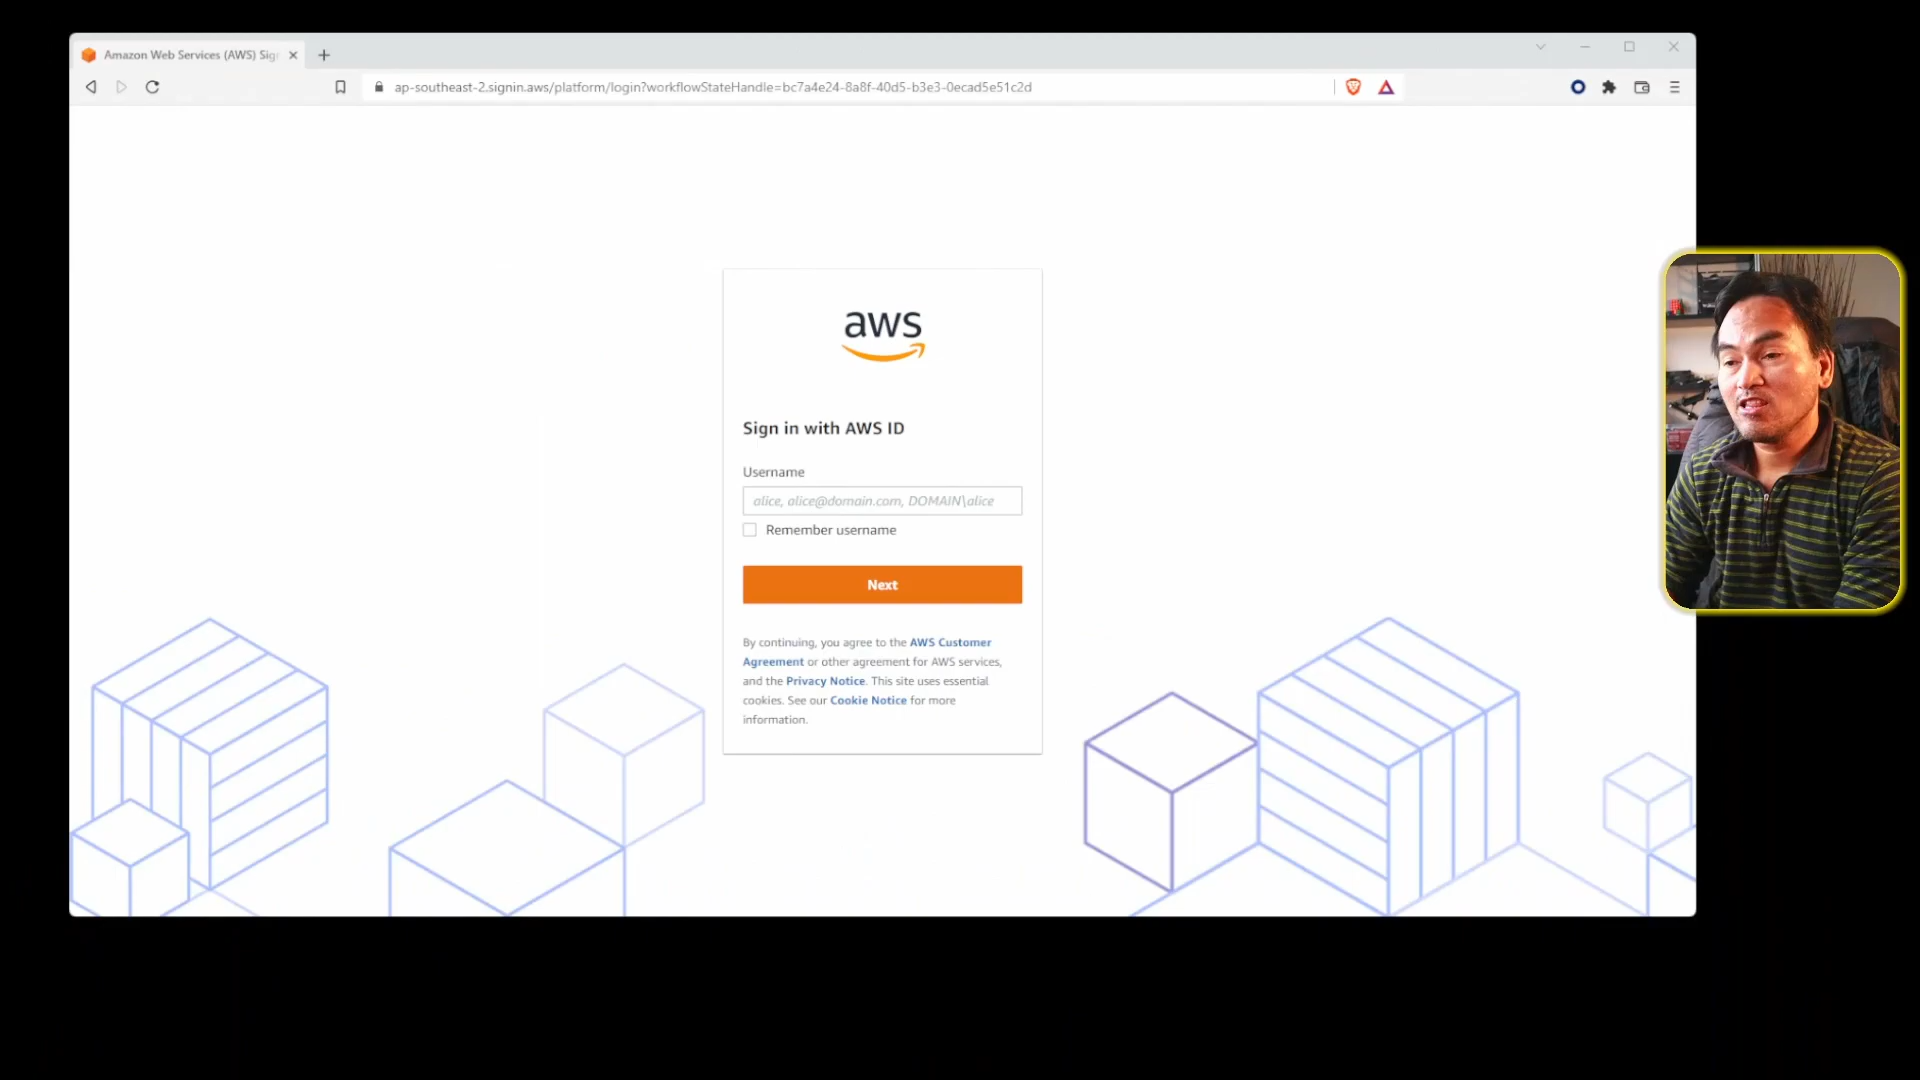 Amazon Web Services (AWS) Sig
ap-southeast-2.signin.aws/platform/login?workflowStateHandle=bc7a4e24-8a8f-40d5-b3e3-0ecad5e51c2d
aws
Sign in with AWS ID
Username
alice, alice@domain.com, DOMAIN\alice
Remember username
Next
By continuing, you agree to the AWS Customer
Agreement or other agreement for AWS services,
and the Privacy Notice. This site uses essential
cookies. See our Cookie Notice for more
information.